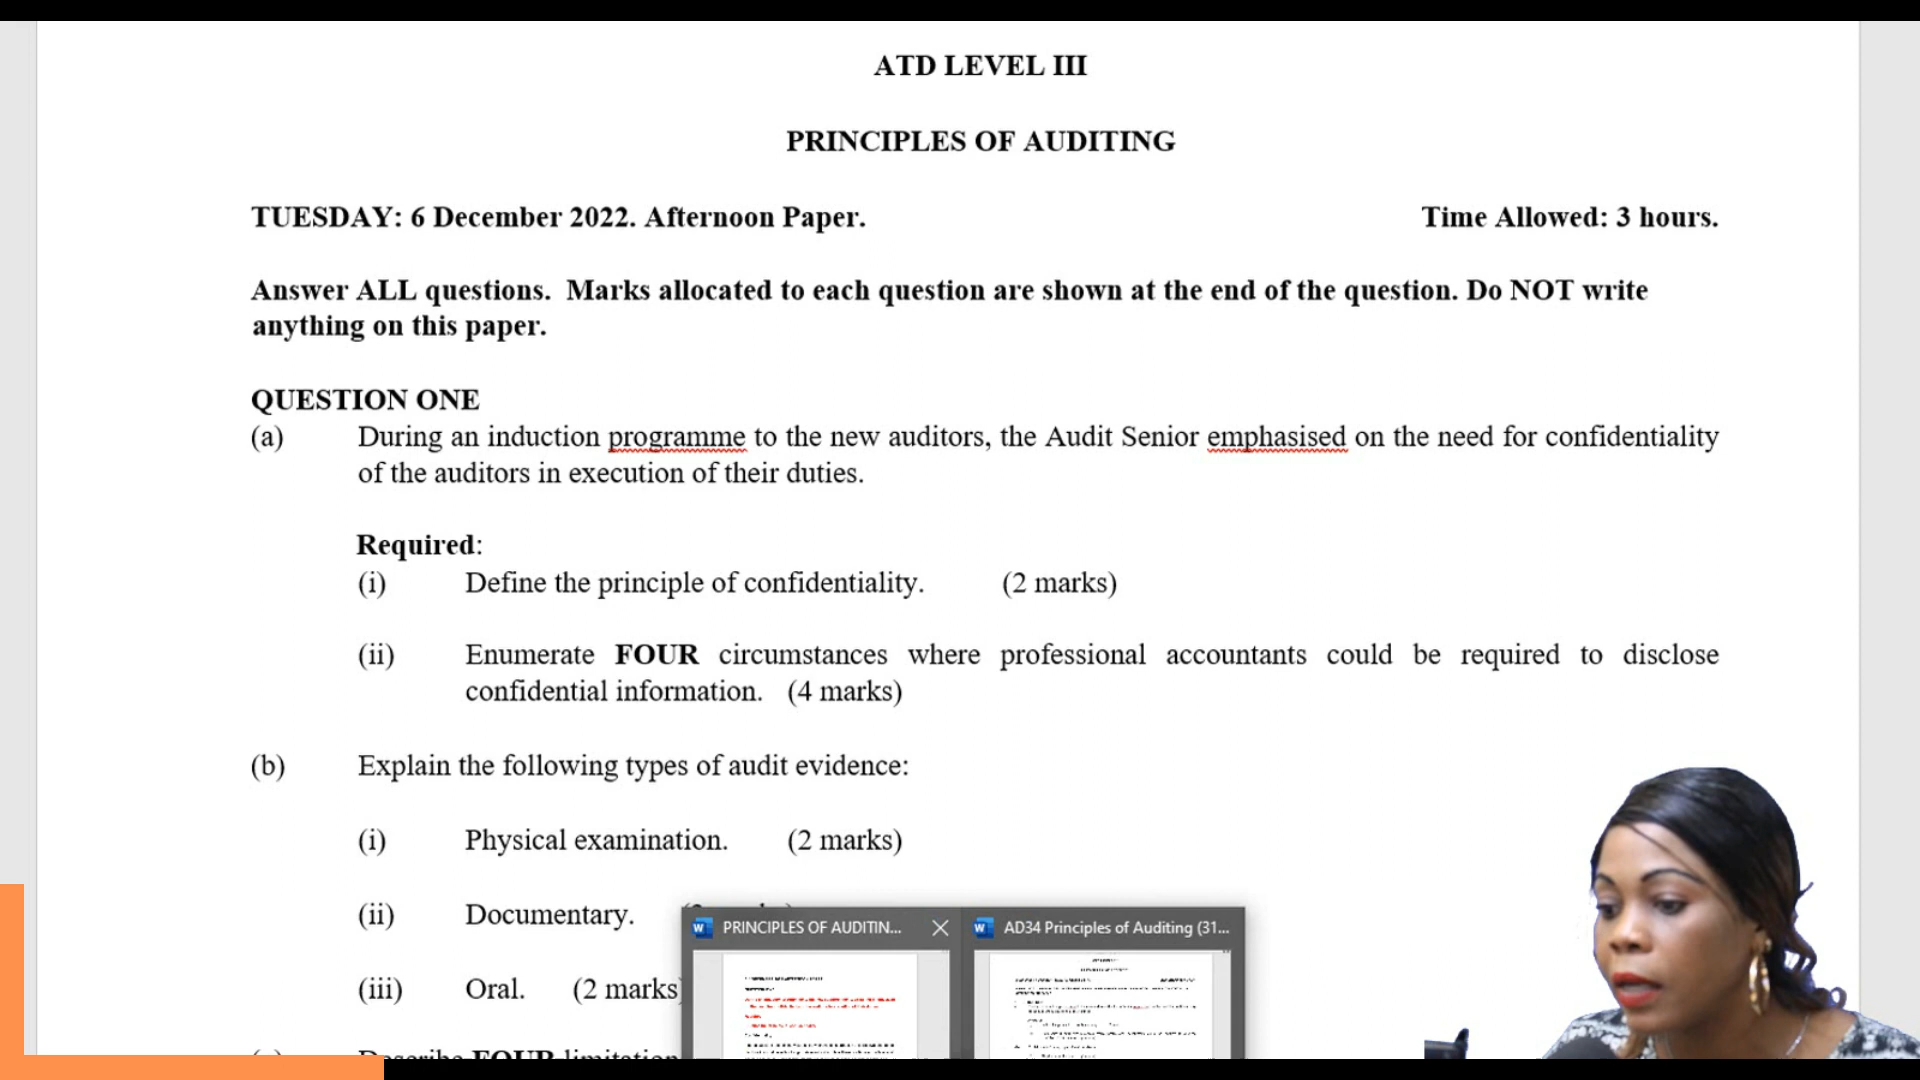 ATD LEVEL III
PRINCIPLES OF AUDITING
TUESDAY: 6 December 2022. Afternoon Paper. Time Allowed: 3 hours.
Answer ALL questions. Marks allocated to each question are shown at the end of the question. Do NOT write
anything on this paper.
QUESTION ONE
(a) During an induction programme to the new auditors, the Audit Senior emphasised on the need for confidentiality
of the auditors in execution of their duties.
Required:
(i) Define the principle of confidentiality. (2 marks)
(ii) Enumerate FOUR circumstances where professional accountants could be required to disclose
confidential information. (4 marks)
(b) Explain the following types of audit evidence:
(i) Physical examination. (2 marks)
(ii) Documentary.
(iii) Oral. (2 marks)
PRINCIPLES OF AUDITIN... AD34 Principles of Auditing (31...
Describe FOUR limitation